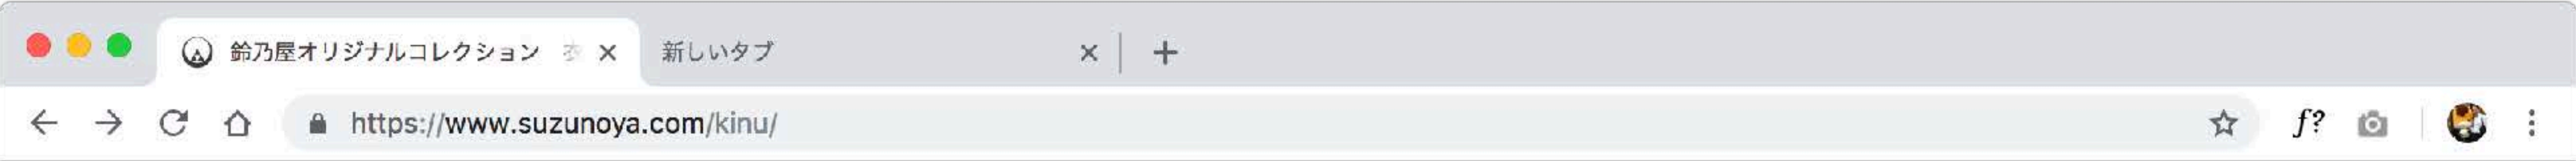 鈴乃屋オリジナルコレクション
新しいタブ
https://www.suzunoya.com/kinu/
f?